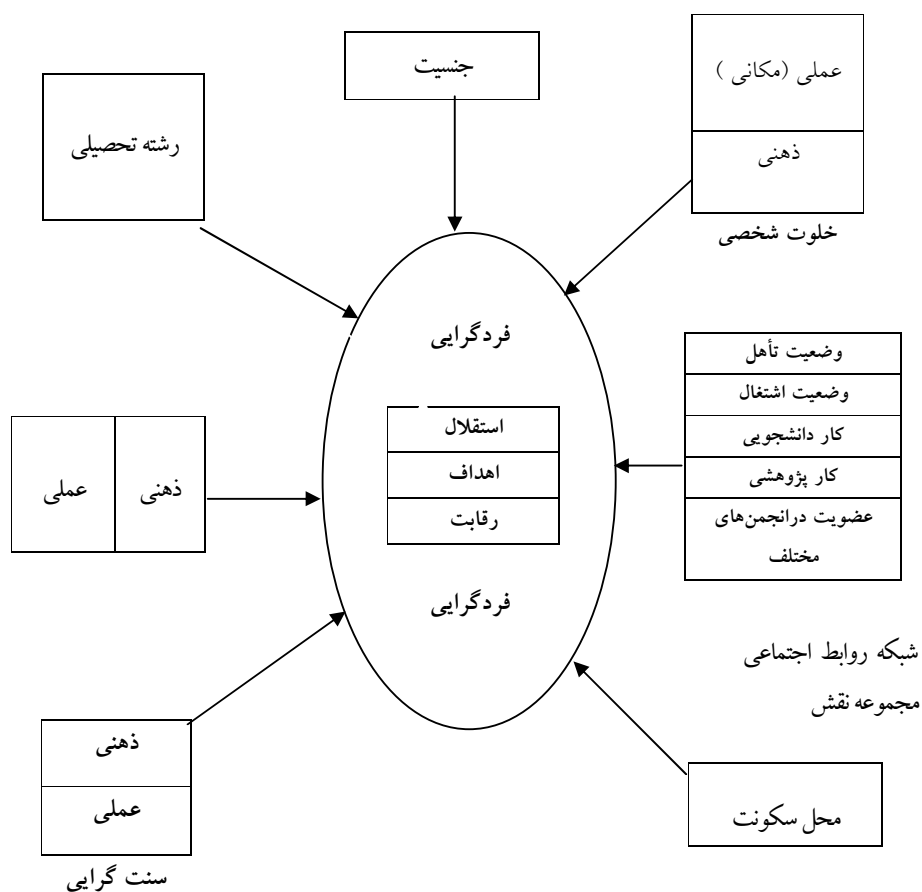 جنسیت
عملی (مکانی )
ذهنی
خلوت شخصی
رشته تحصیلی
فردگرایی
استقلال
اهداف
رقابت
فردگرایی
وضعیت تأهل
وضعیت اشتغال
کار دانشجویی
کار پژوهشی
عضویت درانجمن‌های
مختلف
شبکه روابط اجتماعی
مجموعه نقش
ذهنی
عملی
ذهنی
عملی
سنت گرایی
محل سکونت